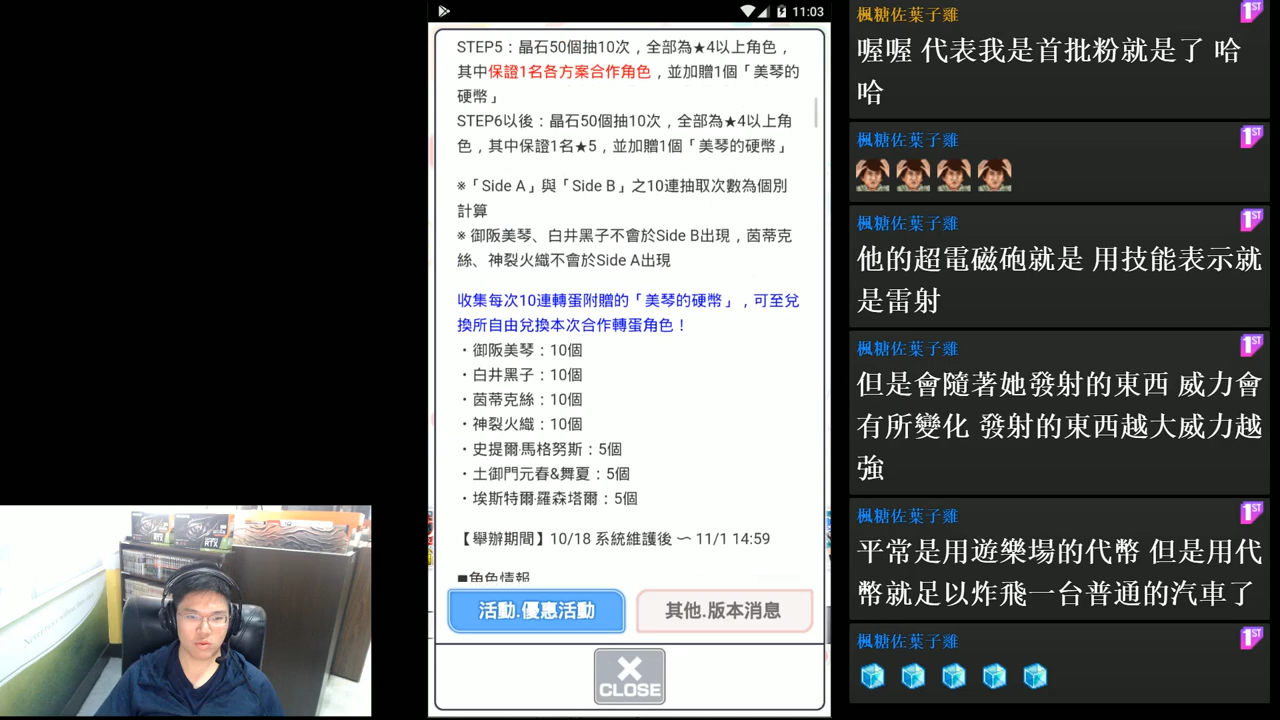 11:03
STEP5：晶石50個抽10次，全部為★4以上角色，
其中保證1名各方案合作角色，並加贈1個「美琴的
硬幣」
STEP6以後：晶石50個抽10次，全部為★4以上角
色，其中保證1名★5，並加贈1個「美琴的硬幣」
※「Side A」與「Side B」之10連抽取次數為個別
計算
※ 御阪美琴、白井黑子不會於Side B出現，茵蒂克
絲、神裂火織不會於Side A出現
收集每次10連轉蛋附贈的「美琴的硬幣」，可至兌
換所自由兌換本次合作轉蛋角色！
・御阪美琴：10個
・白井黑子：10個
・茵蒂克絲：10個
・神裂火織：10個
・史提爾·馬格努斯：5個
・土御門元春&舞夏：5個
・埃斯特爾·羅森塔爾：5個
【舉辦期間】10/18 系統維護後 〜 11/1 14:59
■角色情報
活動.優惠活動
其他.版本消息
CLOSE
楓糖佐葉子雞
1ST
喔喔 代表我是首批粉就是了 哈
哈
楓糖佐葉子雞
1ST
楓糖佐葉子雞
1ST
他的超電磁砲就是 用技能表示就
是雷射
楓糖佐葉子雞
1ST
但是會隨著她發射的東西 威力會
有所變化 發射的東西越大威力越
強
楓糖佐葉子雞
1ST
平常是用遊樂場的代幣 但是用代
幣就足以炸飛一台普通的汽車了
楓糖佐葉子雞
1ST